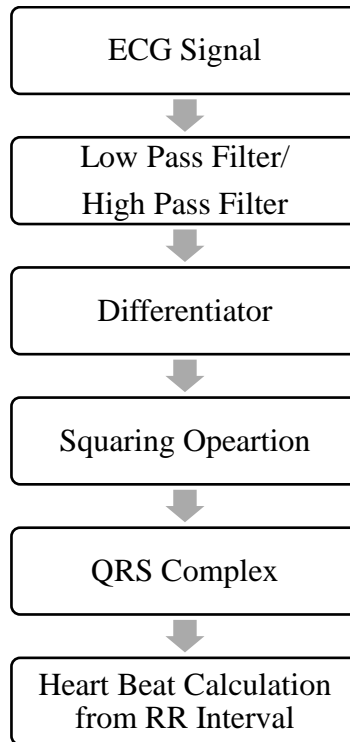 ECG Signal
Low Pass Filter/
High Pass Filter
Differentiator
Squaring Opeartion
QRS Complex
Heart Beat Calculation
from RR Interval